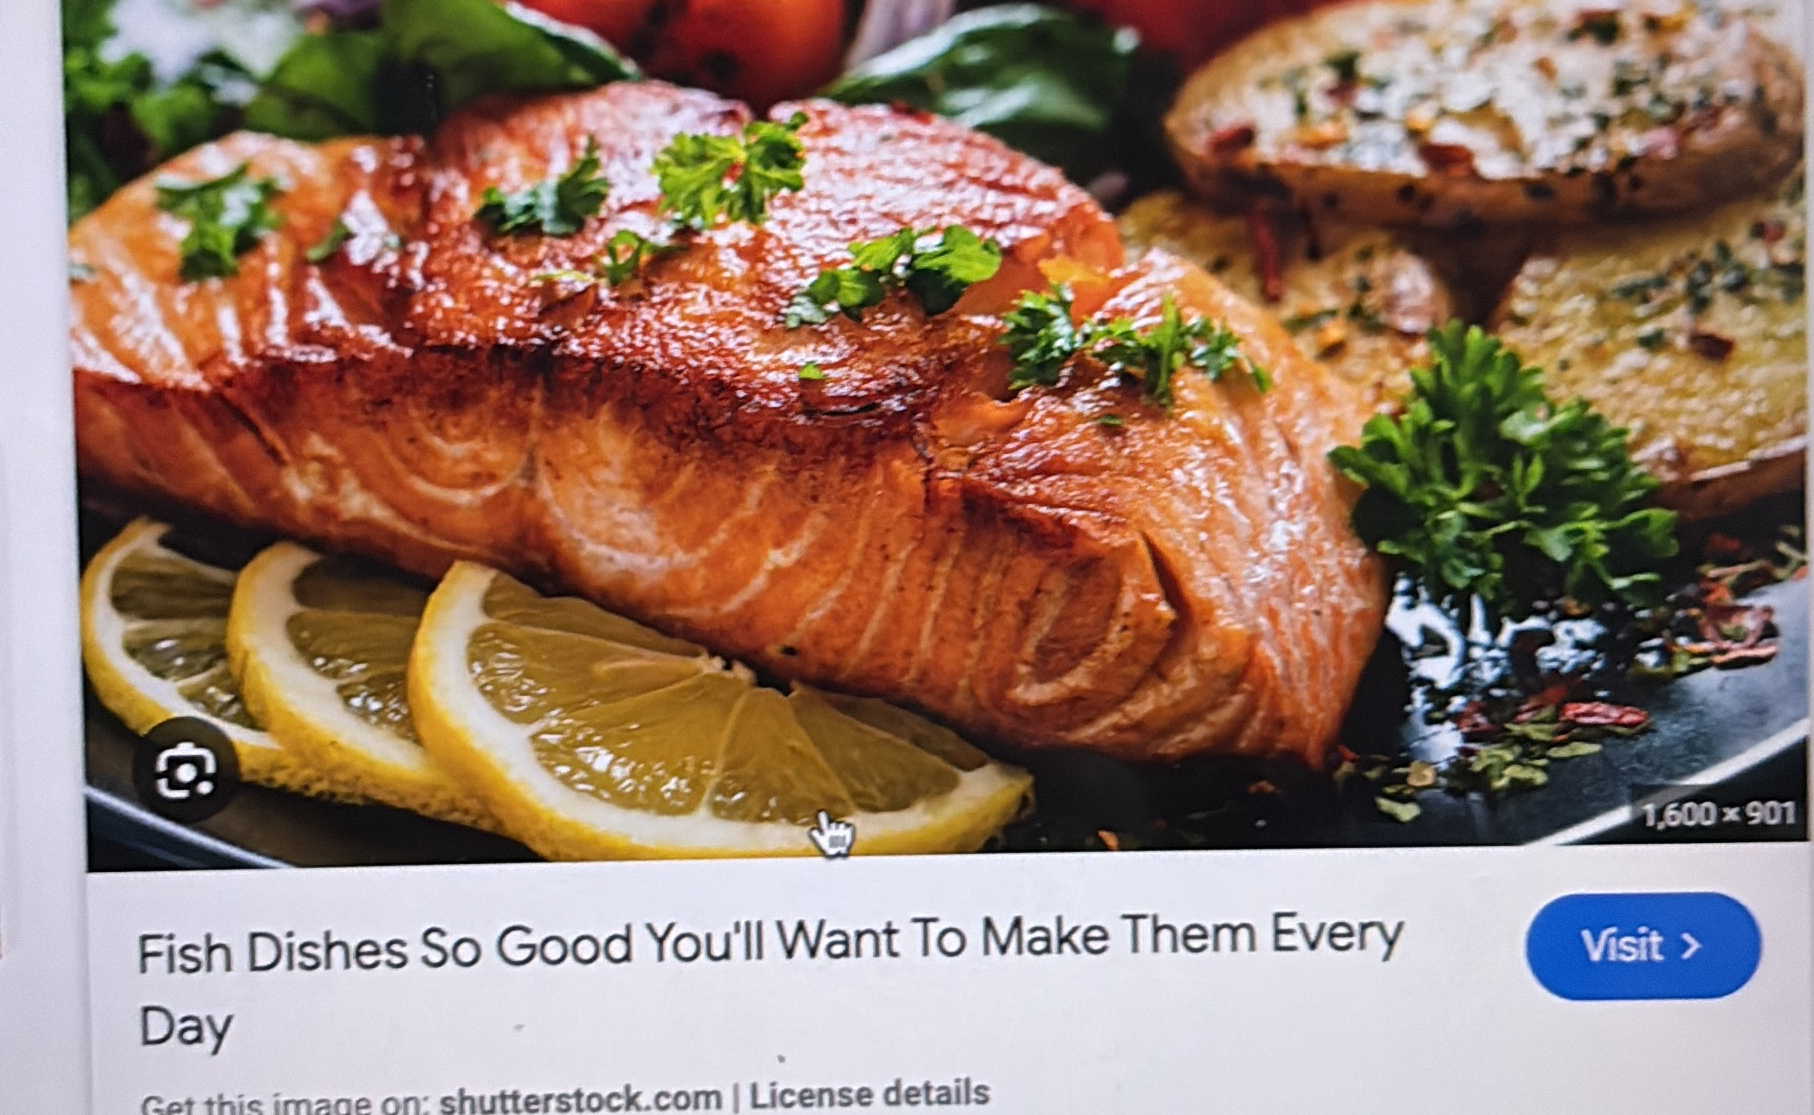 1,600 × 901
Fish Dishes So Good You'll Want To Make Them Every
Day
Visit >
Get this image on: shutterstock.com | License details